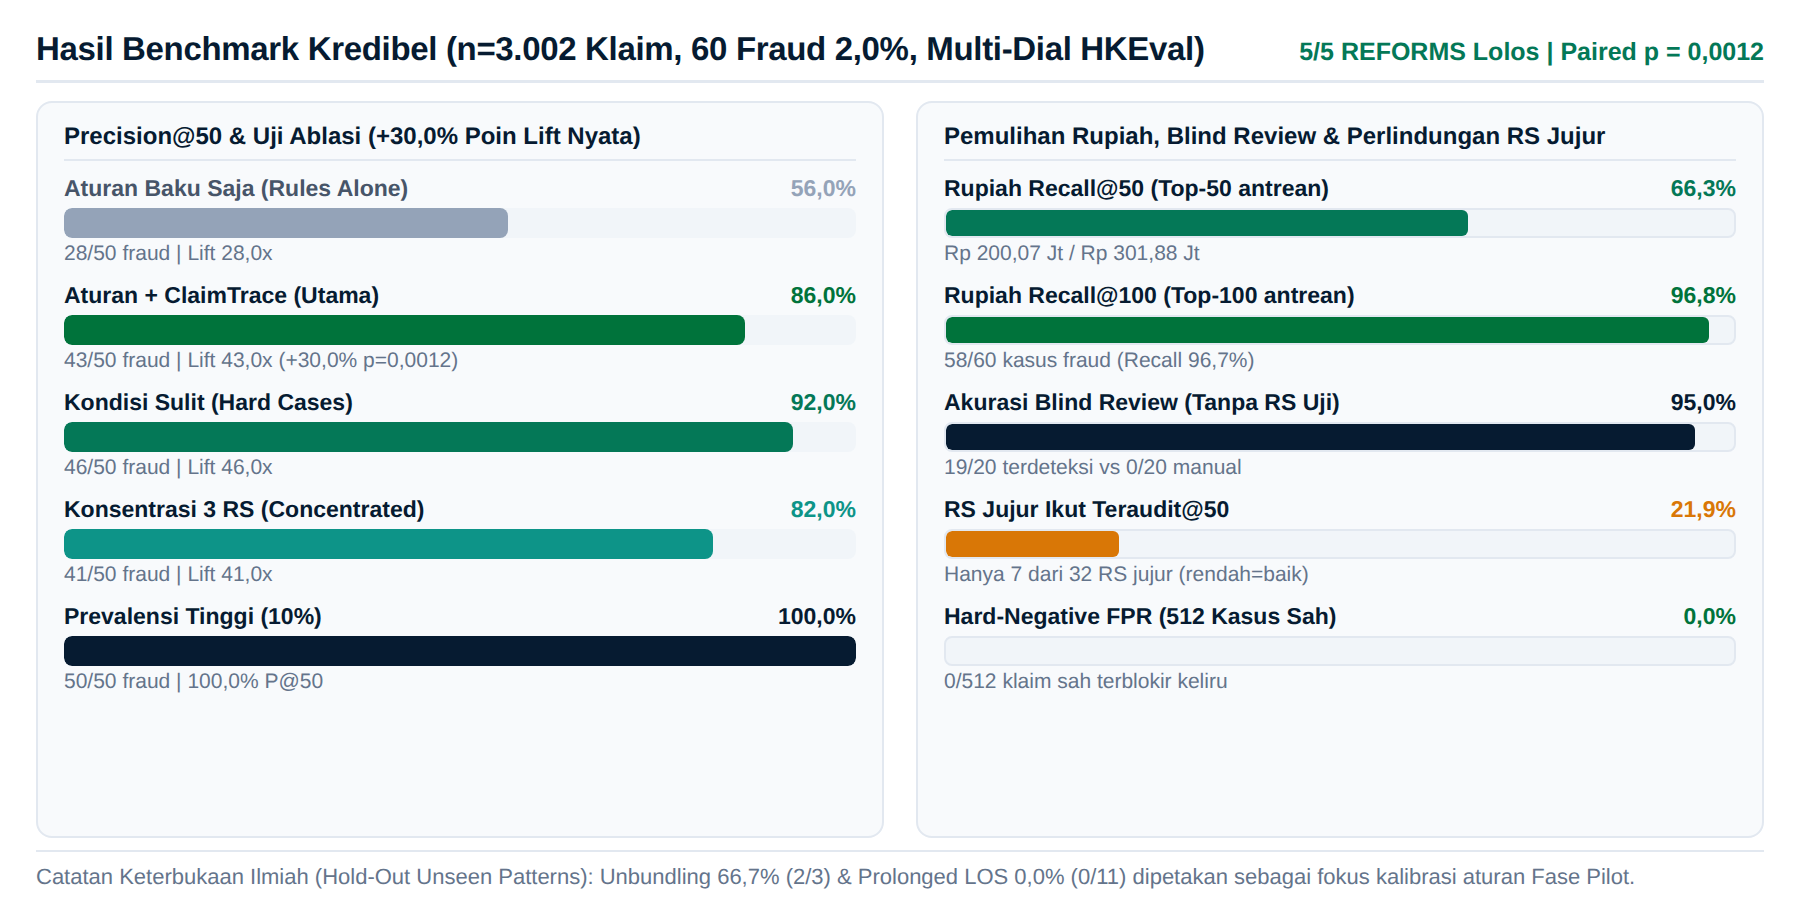 Hasil Benchmark Kredibel (n=3.002 Klaim, 60 Fraud 2,0%, Multi-Dial HKEval)
5/5 REFORMS Lolos | Paired p = 0,0012
Precision@50 & Uji Ablasi (+30,0% Poin Lift Nyata)
Aturan Baku Saja (Rules Alone) 56,0%
28/50 fraud | Lift 28,0x
Aturan + ClaimTrace (Utama) 86,0%
43/50 fraud | Lift 43,0x (+30,0% p=0,0012)
Kondisi Sulit (Hard Cases) 92,0%
46/50 fraud | Lift 46,0x
Konsentrasi 3 RS (Concentrated) 82,0%
41/50 fraud | Lift 41,0x
Prevalensi Tinggi (10%) 100,0%
50/50 fraud | 100,0% P@50
Pemulihan Rupiah, Blind Review & Perlindungan RS Jujur
Rupiah Recall@50 (Top-50 antrean) 66,3%
Rp 200,07 Jt / Rp 301,88 Jt
Rupiah Recall@100 (Top-100 antrean) 96,8%
58/60 kasus fraud (Recall 96,7%)
Akurasi Blind Review (Tanpa RS Uji) 95,0%
19/20 terdeteksi vs 0/20 manual
RS Jujur Ikut Teraudit@50 21,9%
Hanya 7 dari 32 RS jujur (rendah=baik)
Hard-Negative FPR (512 Kasus Sah) 0,0%
0/512 klaim sah terblokir keliru
Catatan Keterbukaan Ilmiah (Hold-Out Unseen Patterns): Unbundling 66,7% (2/3) & Prolonged LOS 0,0% (0/11) dipetakan sebagai fokus kalibrasi aturan Fase Pilot.